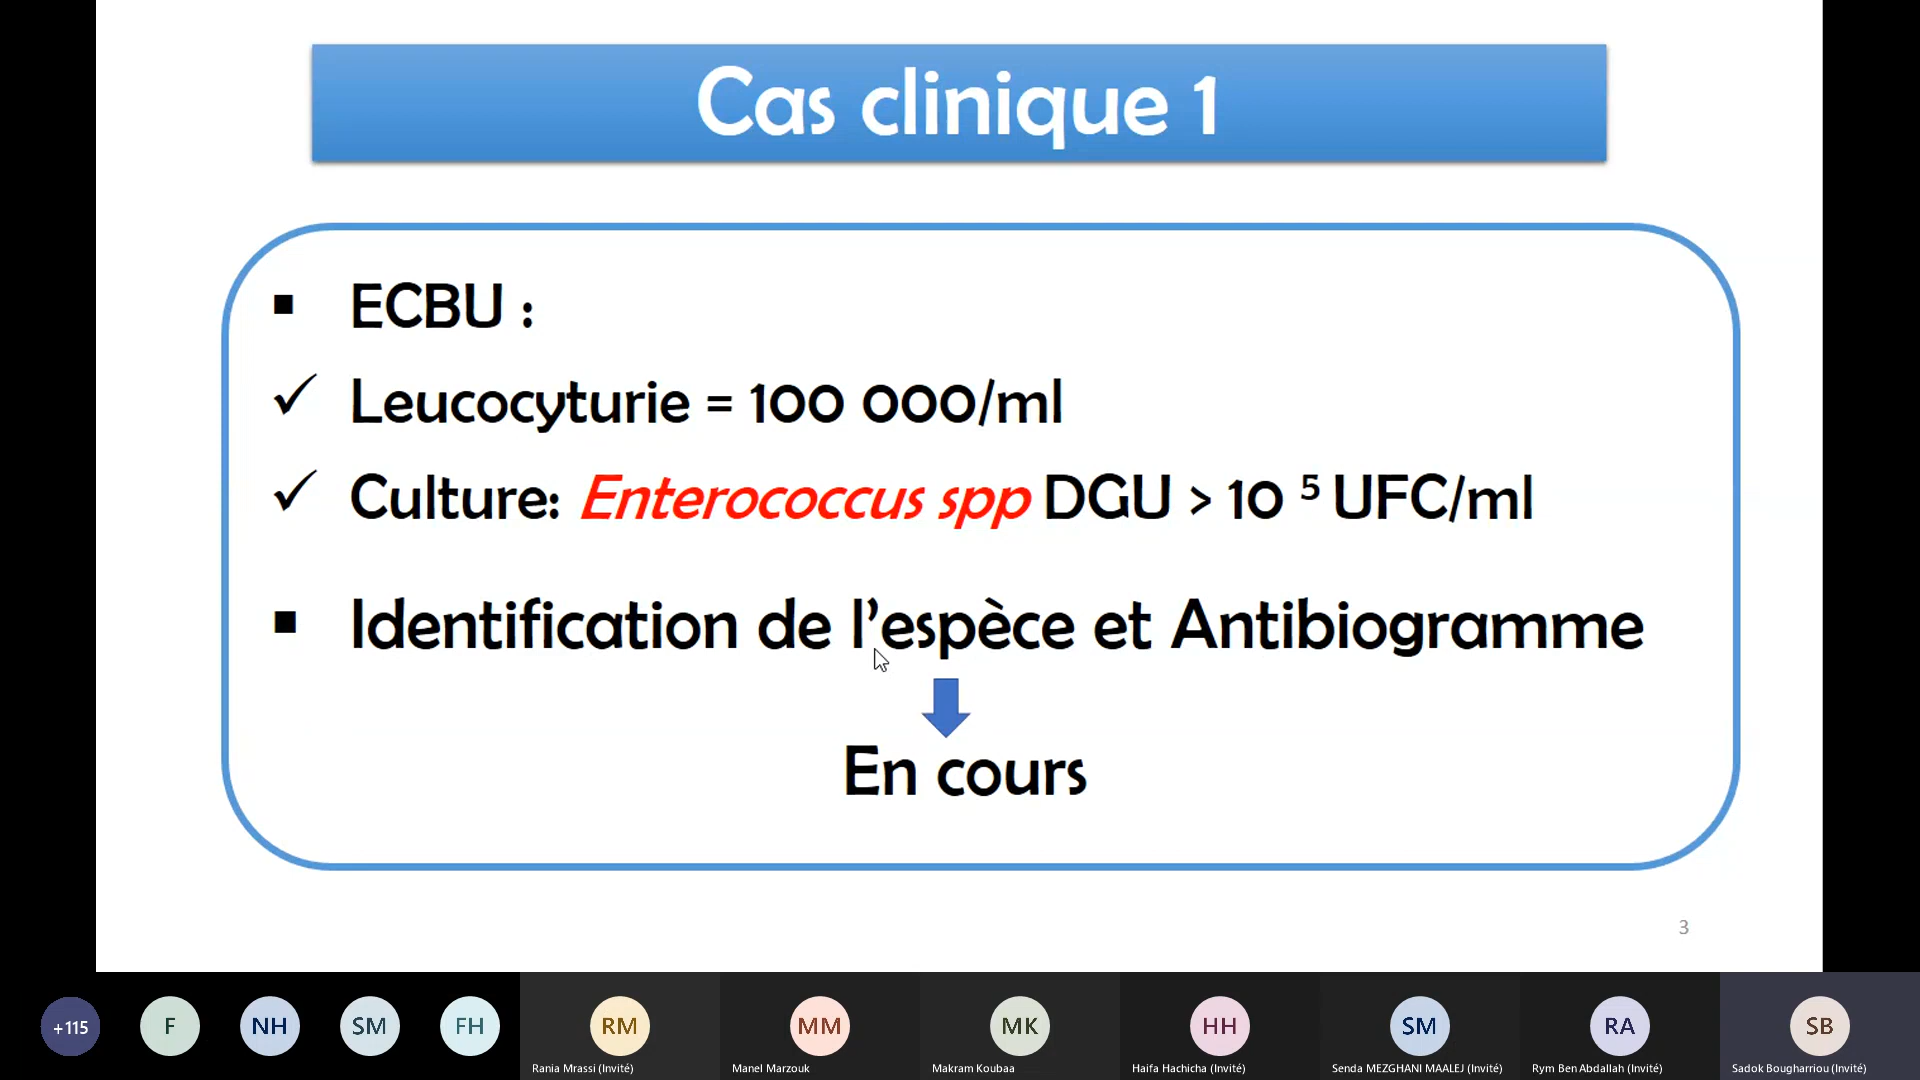 Cas clinique 1
▪ ECBU :
✓ Leucocyturie = 100 000/ml
✓ Culture: Enterococcus spp DGU > 10 ⁵ UFC/ml
▪ Identification de l’espèce et Antibiogramme
En cours
3
+115 F NH SM FH RM MM MK HH SM RA SB
Rania Mrassi (Invité) Manel Marzouk Makram Koubaa Haifa Hachicha (Invité) Senda MEZGHANI MAALEJ (Invité) Rym Ben Abdallah (Invité) Sadok Bougharriou (Invité)